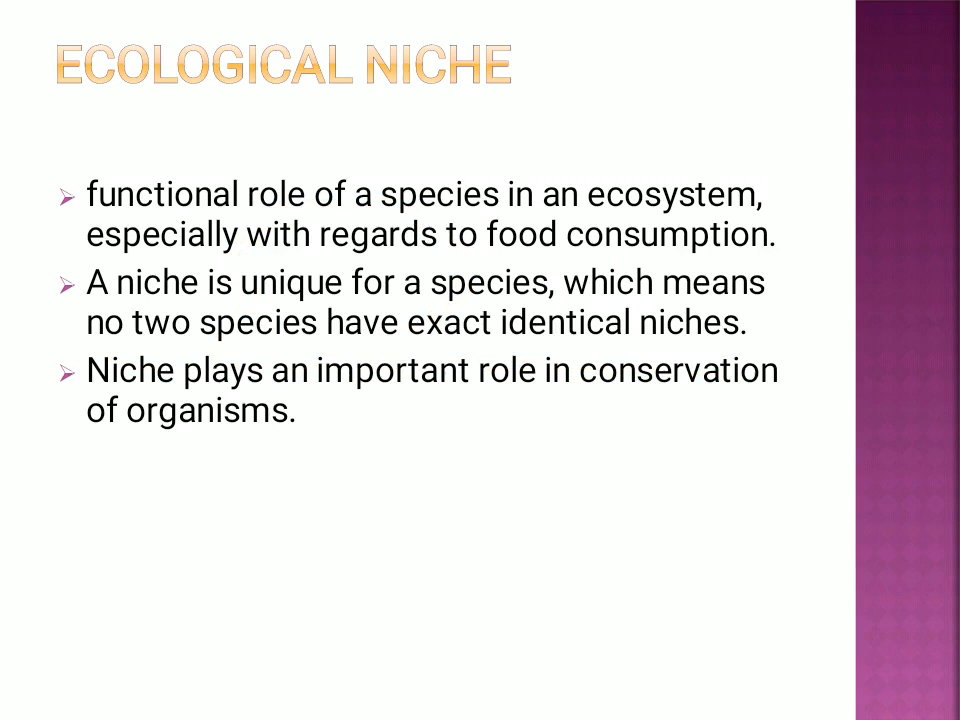 ECOLOGICAL NICHE
functional role of a species in an ecosystem,
especially with regards to food consumption.
A niche is unique for a species, which means
no two species have exact identical niches.
Niche plays an important role in conservation
of organisms.